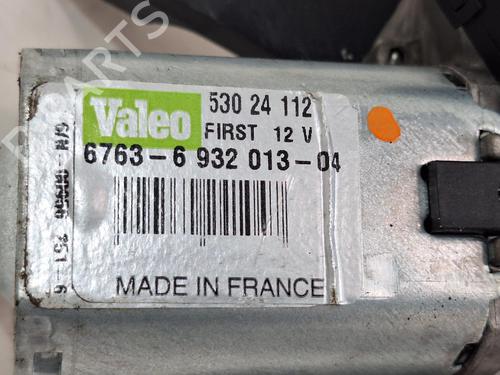 Valeo
530 24 112
FIRST 12 V
6763-6 932 013-04
MADE IN FRANCE
S/N